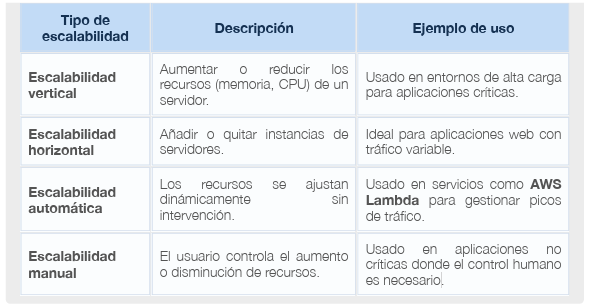 Tipo de
escalabilidad
Descripción
Ejemplo de uso
Escalabilidad
vertical
Aumentar o reducir los
recursos (memoria, CPU) de un
servidor.
Usado en entornos de alta carga
para aplicaciones críticas.
Escalabilidad
horizontal
Añadir o quitar instancias de
servidores.
Ideal para aplicaciones web con
tráfico variable.
Escalabilidad
automática
Los recursos se ajustan
dinámicamente sin
intervención.
Usado en servicios como AWS
Lambda para gestionar picos
de tráfico.
Escalabilidad
manual
El usuario controla el aumento
o disminución de recursos.
Usado en aplicaciones no
críticas donde el control humano
es necesario.